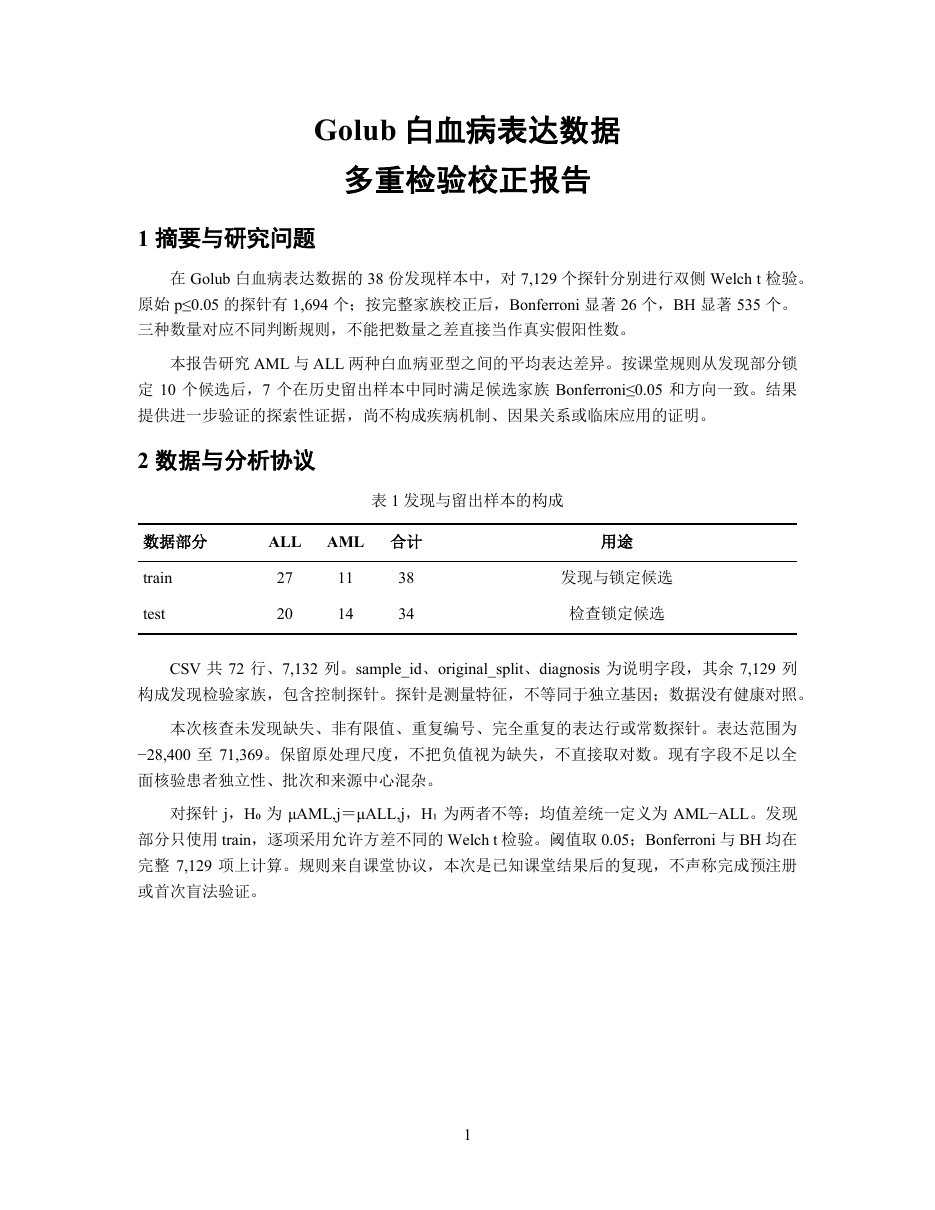 Golub 白血病表达数据
多重检验校正报告
1 摘要与研究问题
在 Golub 白血病表达数据的 38 份发现样本中，对 7,129 个探针分别进行双侧 Welch t 检验。
原始 p≤0.05 的探针有 1,694 个；按完整家族校正后，Bonferroni 显著 26 个，BH 显著 535 个。
三种数量对应不同判断规则，不能把数量之差直接当作真实假阳性数。
本报告研究 AML 与 ALL 两种白血病亚型之间的平均表达差异。按课堂规则从发现部分锁
定 10 个候选后，7 个在历史留出样本中同时满足候选家族 Bonferroni≤0.05 和方向一致。结果
提供进一步验证的探索性证据，尚不构成疾病机制、因果关系或临床应用的证明。
2 数据与分析协议
表 1 发现与留出样本的构成
数据部分 ALL AML 合计 用途
train 27 11 38 发现与锁定候选
test 20 14 34 检查锁定候选
CSV 共 72 行、7,132 列。sample_id、original_split、diagnosis 为说明字段，其余 7,129 列
构成发现检验家族，包含控制探针。探针是测量特征，不等同于独立基因；数据没有健康对照。
本次核查未发现缺失、非有限值、重复编号、完全重复的表达行或常数探针。表达范围为
−28,400 至 71,369。保留原处理尺度，不把负值视为缺失，不直接取对数。现有字段不足以全
面核验患者独立性、批次和来源中心混杂。
对探针 j，H₀ 为 μAML,j＝μALL,j，H₁ 为两者不等；均值差统一定义为 AML−ALL。发现
部分只使用 train，逐项采用允许方差不同的 Welch t 检验。阈值取 0.05；Bonferroni 与 BH 均在
完整 7,129 项上计算。规则来自课堂协议，本次是已知课堂结果后的复现，不声称完成预注册
或首次盲法验证。
1